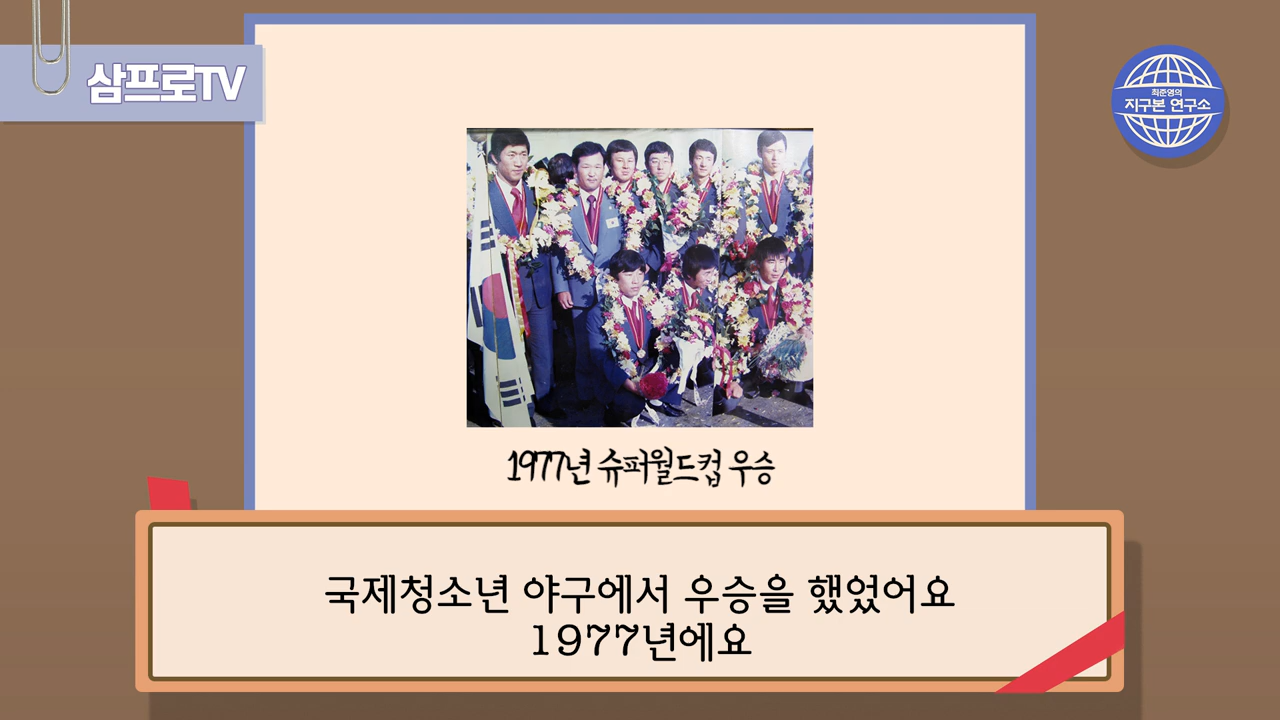 삼프로TV
최준영의
지구본 연구소
1977년 슈퍼월드컵 우승
국제청소년 야구에서 우승을 했었어요
1977년에요